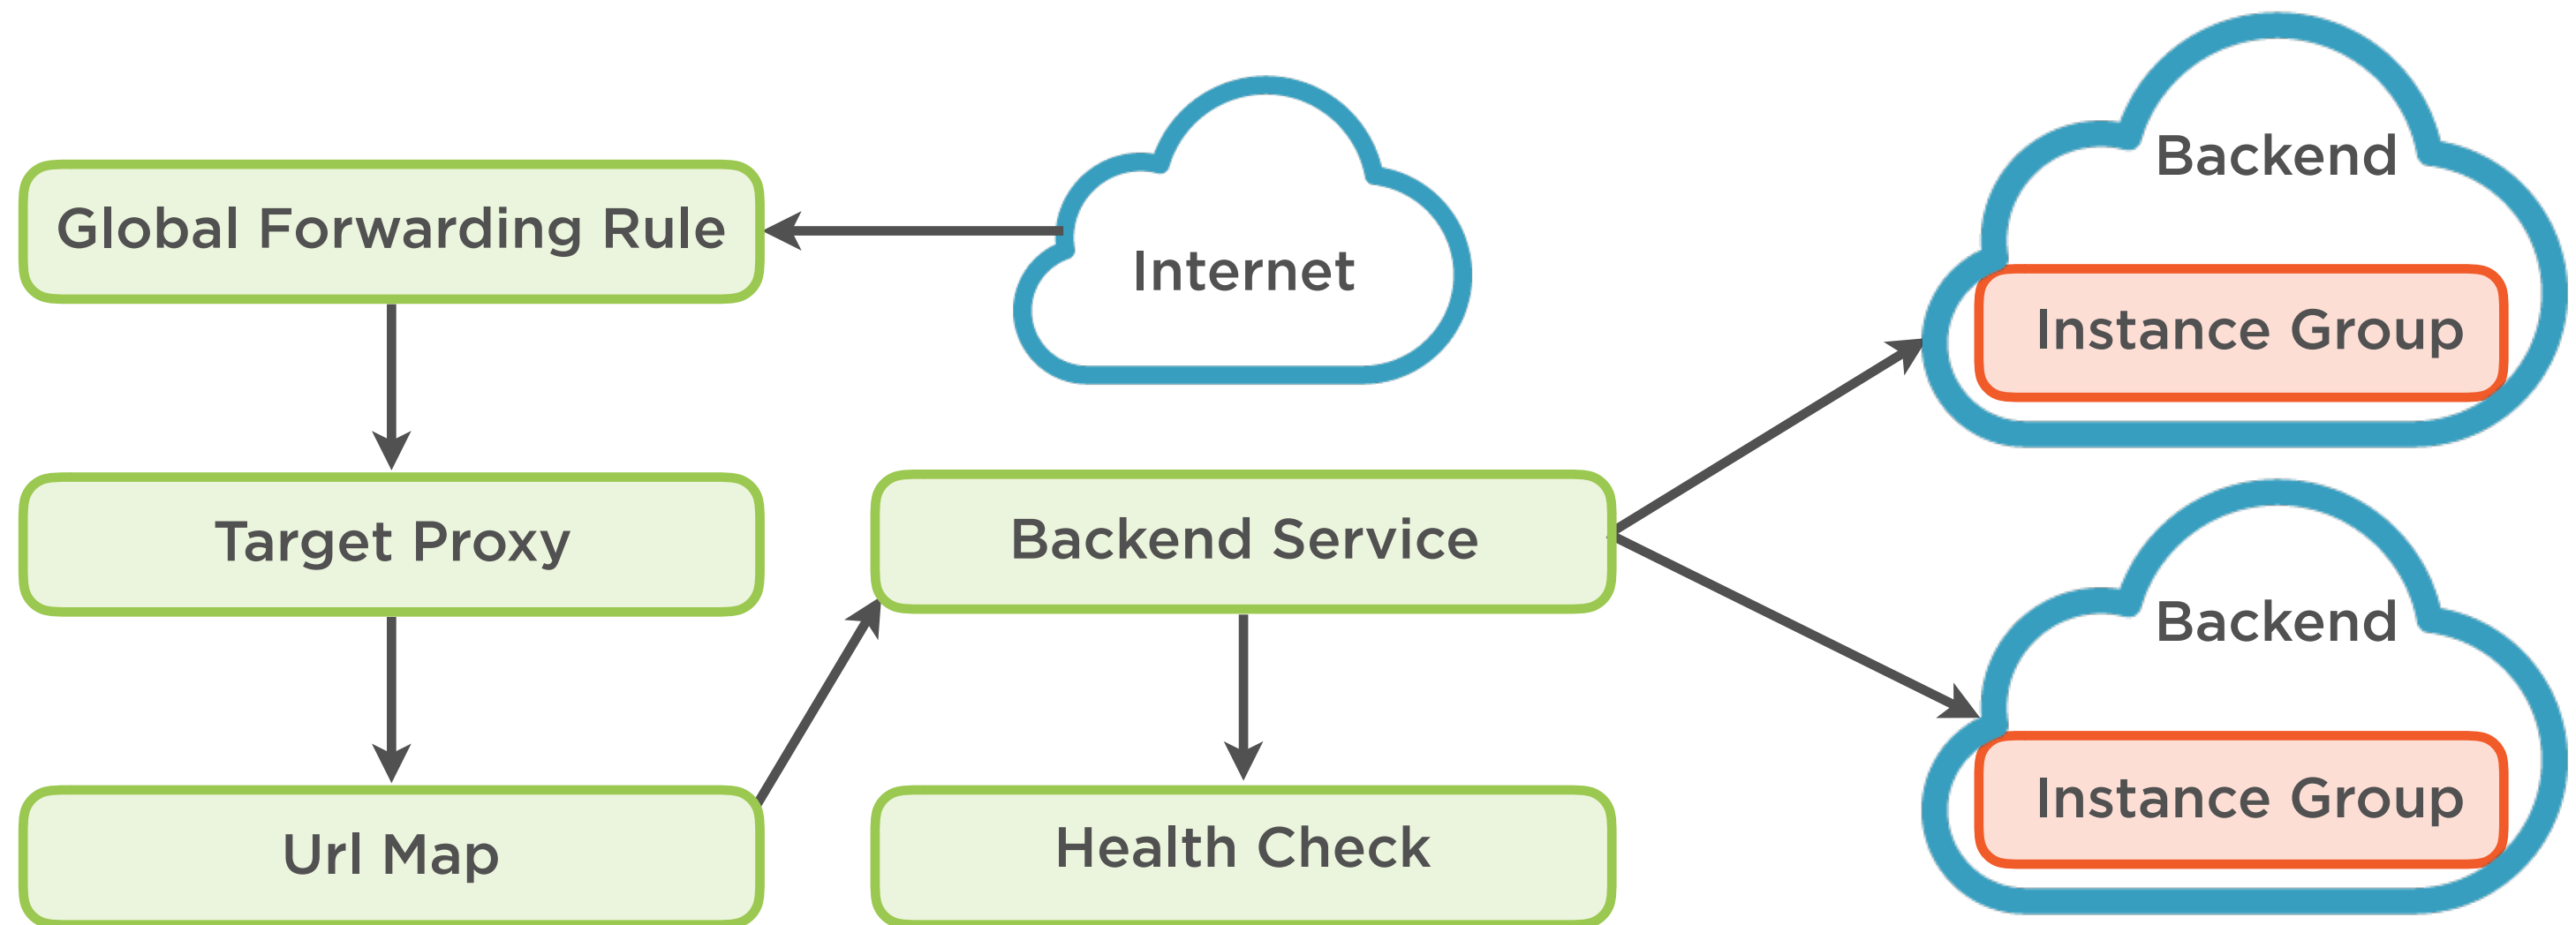 Global Forwarding Rule
Internet
Target Proxy
Url Map
Backend Service
Health Check
Backend
Instance Group
Backend
Instance Group